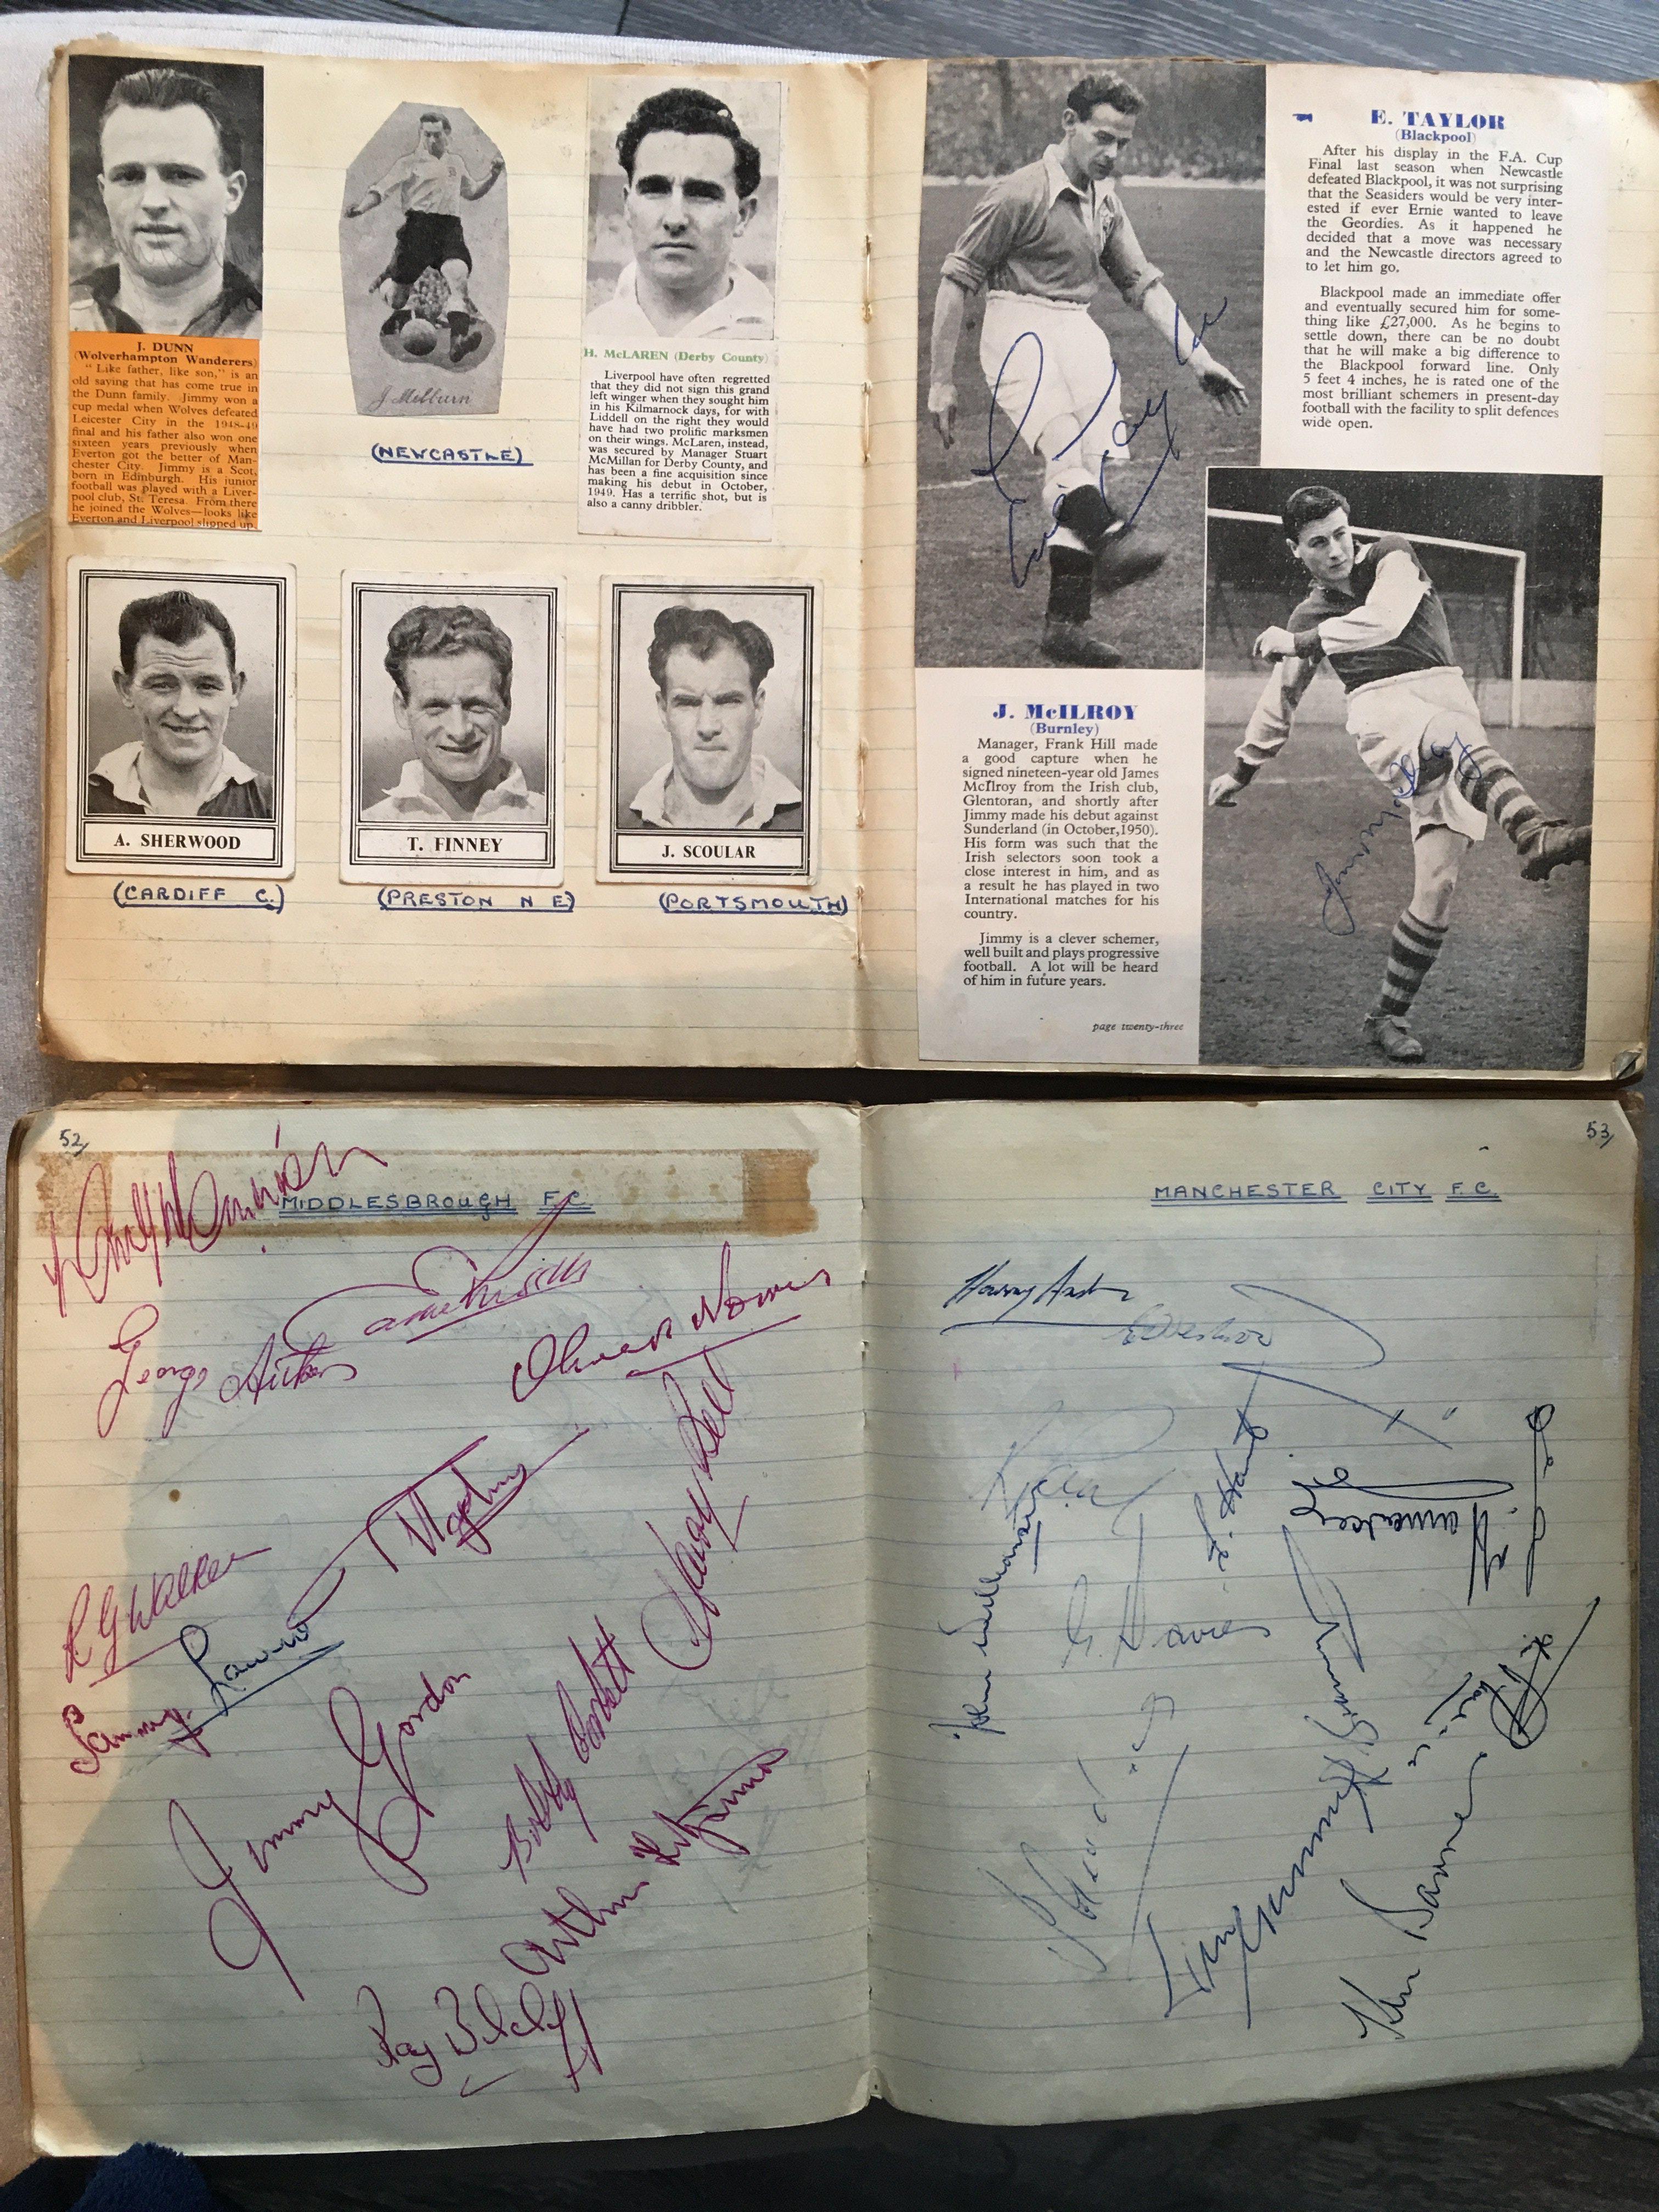 J. DUNN
(Wolverhampton Wanderers)
" Like father, like son," is an
old saying that has come true in
the Dunn family. Jimmy won a
cup medal when Wolves defeated
Leicester City in the 1948-49
final and his father also won one
sixteen years previously when
Everton got the better of Man-
chester City. Jimmy is a Scot,
born in Edinburgh. His junior
football was played with a Liver-
pool club, St. Teresa. From there
he joined the Wolves—looks like
Everton and Liverpool slipped up.
J. Milburn
(NEWCASTLE)
H. McLAREN (Derby County)
Liverpool have often regretted
that they did not sign this grand
left winger when they sought him
in his Kilmarnock days, for with
Liddell on the right they would
have had two prolific marksmen
on their wings. McLaren, instead,
was secured by Manager Stuart
McMillan for Derby County, and
has been a fine acquisition since
making his debut in October,
1949. Has a terrific shot, but is
also a canny dribbler.
A. SHERWOOD
(CARDIFF C.)
T. FINNEY
(PRESTON N E)
J. SCOULAR
(PORTSMOUTH)
E. TAYLOR
(Blackpool)
After his display in the F.A. Cup
Final last season when Newcastle
defeated Blackpool, it was not surprising
that the Seasiders would be very inter-
ested if ever Ernie wanted to leave
the Geordies. As it happened he
decided that a move was necessary
and the Newcastle directors agreed to
to let him go.
Blackpool made an immediate offer
and eventually secured him for some-
thing like £27,000. As he begins to
settle down, there can be no doubt
that he will make a big difference to
the Blackpool forward line. Only
5 feet 4 inches, he is rated one of the
most brilliant schemers in present-day
football with the facility to split defences
wide open.
Ernie Taylor
J. McILROY
(Burnley)
Manager, Frank Hill made
a good capture when he
signed nineteen-year old James
McIlroy from the Irish club,
Glentoran, and shortly after
Jimmy made his debut against
Sunderland (in October,1950).
His form was such that the
Irish selectors soon took a
close interest in him, and as
a result he has played in two
International matches for his
country.
Jimmy is a clever schemer,
well built and plays progressive
football. A lot will be heard
of him in future years.
page twenty-three
Jimmy McIlroy
52
MIDDLESBROUGH F.C.
George Aitken
Oliver Norris
Harry Bell
R G Walker
Sammy Lawrie
Jimmy Gordon
Bobby Corbett
Arthur Fitzsimons
Ray Bilcliff
53
MANCHESTER CITY F.C.
John Williamson
G. Davies
Ken Barnes